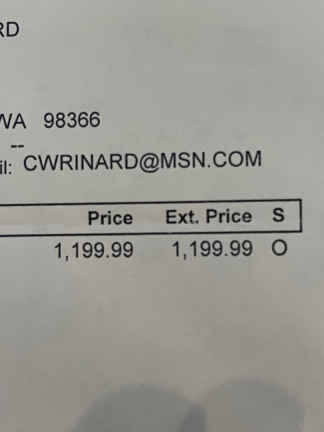 RD
WA 98366
--
il: CWRINARD@MSN.COM
Price Ext. Price S
1,199.99 1,199.99 O